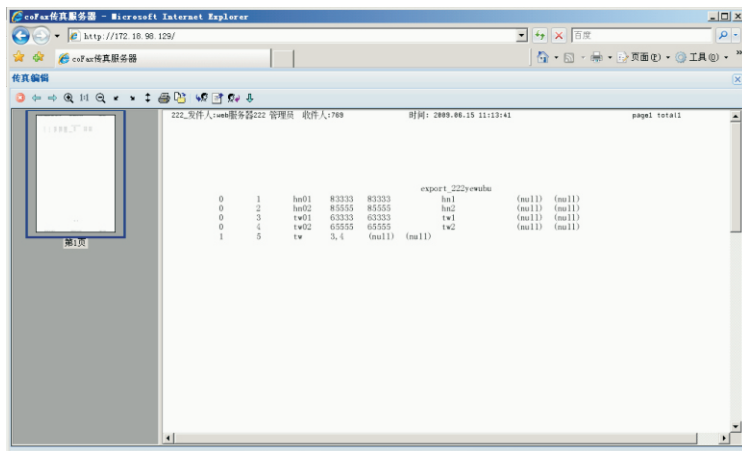 coFax传真服务器 - Microsoft Internet Explorer
http://172.18.98.129/
百度
coFax传真服务器
页面(P)
工具(O)
传真编辑
222_发件人:web服务器222 管理员 收件人:769 时间: 2009.06.15 11:13:41 page1 total1
export_222yewubu
0 1 hn01 83333 83333 hn1 (null) (null)
0 2 hn02 85555 85555 hn2 (null) (null)
0 3 tw01 63333 63333 tw1 (null) (null)
0 4 tw02 65555 65555 tw2 (null) (null)
1 5 tw 3,4 (null) (null)
第1页